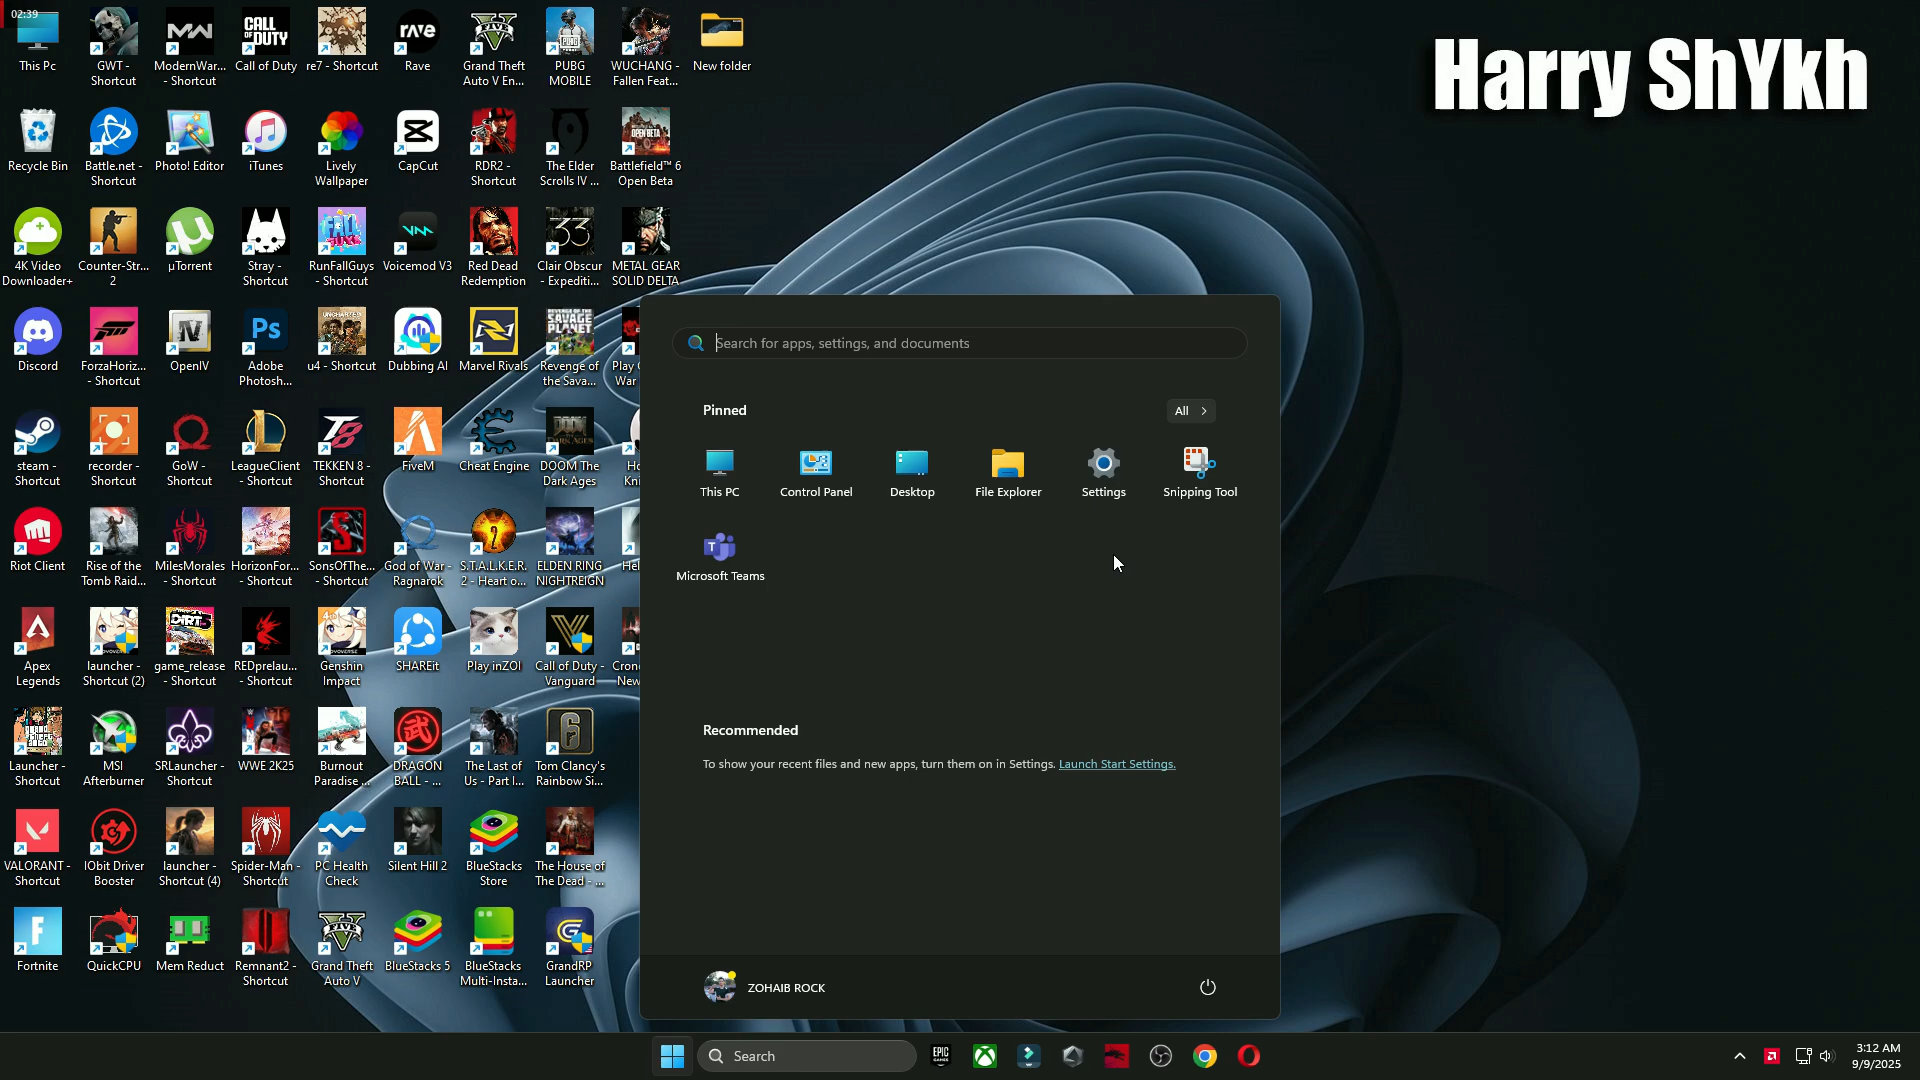 02:39
Harry ShYkh
This Pc
GWT -
Shortcut
ModernWar...
- Shortcut
Call of Duty
re7 - Shortcut
Rave
Grand Theft
Auto V En...
PUBG
MOBILE
WUCHANG -
Fallen Feat...
New folder
Recycle Bin
Battle.net -
Shortcut
Photo! Editor
iTunes
Lively
Wallpaper
CapCut
RDR2 -
Shortcut
The Elder
Scrolls IV ...
Battlefield™ 6
Open Beta
4K Video
Downloader+
Counter-Str...
2
µTorrent
Stray -
Shortcut
RunFallGuys
- Shortcut
Voicemod V3
Red Dead
Redemption
Clair Obscur
- Expediti...
METAL GEAR
SOLID DELTA
Discord
ForzaHoriz...
- Shortcut
OpenIV
Adobe
Photosh...
u4 - Shortcut
Dubbing AI
Marvel Rivals
Revenge of
the Sava...
Play
War
steam -
Shortcut
recorder -
Shortcut
GoW -
Shortcut
LeagueClient
- Shortcut
TEKKEN 8 -
Shortcut
FiveM
Cheat Engine
DOOM The
Dark Ages
Riot Client
Rise of the
Tomb Raid...
MilesMorales
- Shortcut
HorizonFor...
- Shortcut
SonsOfThe...
- Shortcut
God of War -
Ragnarok
S.T.A.L.K.E.R.
2 - Heart o...
ELDEN RING
NIGHTREIGN
Apex
Legends
launcher -
Shortcut (2)
game_release
- Shortcut
REDprelau...
- Shortcut
Genshin
Impact
SHAREit
Play inZOI
Call of Duty -
Vanguard
Launcher -
Shortcut
MSI
Afterburner
SRLauncher -
Shortcut
WWE 2K25
Burnout
Paradise ...
DRAGON
BALL - ...
The Last of
Us - Part I...
Tom Clancy's
Rainbow Si...
VALORANT -
Shortcut
IObit Driver
Booster
launcher -
Shortcut (4)
Spider-Man -
Shortcut
PC Health
Check
Silent Hill 2
BlueStacks
Store
The House of
The Dead - ...
Fortnite
QuickCPU
Mem Reduct
Remnant2 -
Shortcut
Grand Theft
Auto V
BlueStacks 5
BlueStacks
Multi-Insta...
GrandRP
Launcher
Search for apps, settings, and documents
Pinned
All
This PC
Control Panel
Desktop
File Explorer
Settings
Snipping Tool
Microsoft Teams
Recommended
To show your recent files and new apps, turn them on in Settings. Launch Start Settings.
ZOHAIB ROCK
Search
3:12 AM
9/9/2025